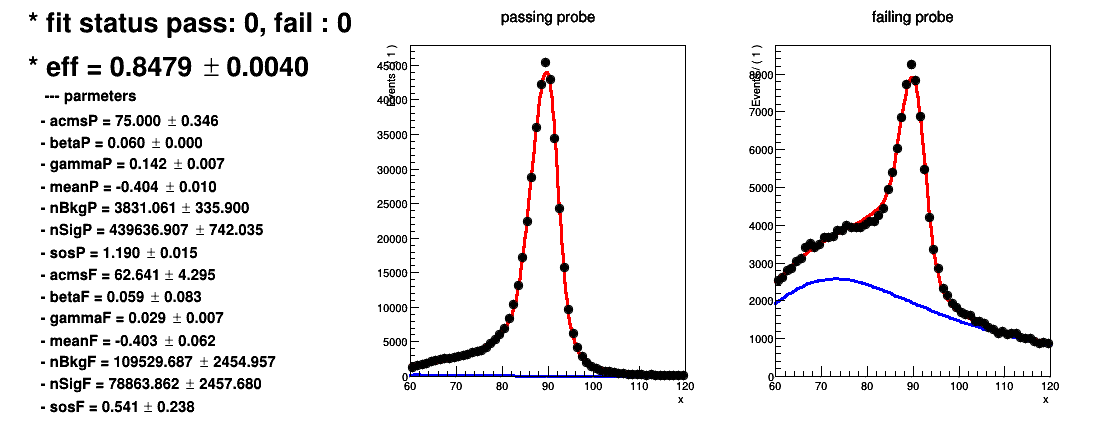 * fit status pass: 0, fail : 0
* eff = 0.8479 ± 0.0040
--- parmeters
- acmsP = 75.000 ± 0.346
- betaP = 0.060 ± 0.000
- gammaP = 0.142 ± 0.007
- meanP = -0.404 ± 0.010
- nBkgP = 3831.061 ± 335.900
- nSigP = 439636.907 ± 742.035
- sosP = 1.190 ± 0.015
- acmsF = 62.641 ± 4.295
- betaF = 0.059 ± 0.083
- gammaF = 0.029 ± 0.007
- meanF = -0.403 ± 0.062
- nBkgF = 109529.687 ± 2454.957
- nSigF = 78863.862 ± 2457.680
- sosF = 0.541 ± 0.238
passing probe
Events / ( 1 )
45000
40000
35000
30000
25000
20000
15000
10000
5000
0
60 70 80 90 100 110 120
x
failing probe
Events / ( 1 )
8000
7000
6000
5000
4000
3000
2000
1000
0
60 70 80 90 100 110 120
x